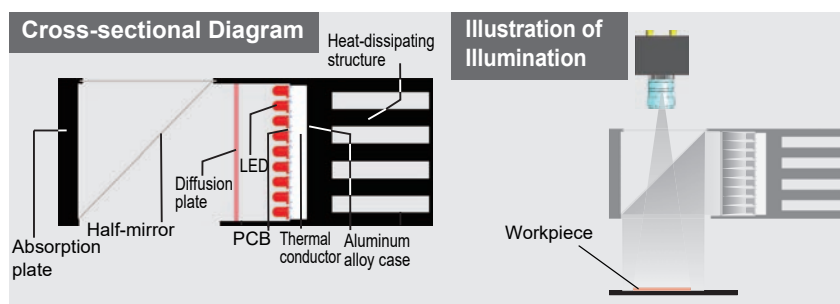 Cross-sectional Diagram
Heat-dissipating
structure
LED
Diffusion
plate
Half-mirror
Absorption
plate
PCB
Thermal
conductor
Aluminum
alloy case
Illustration of
Illumination
Workpiece